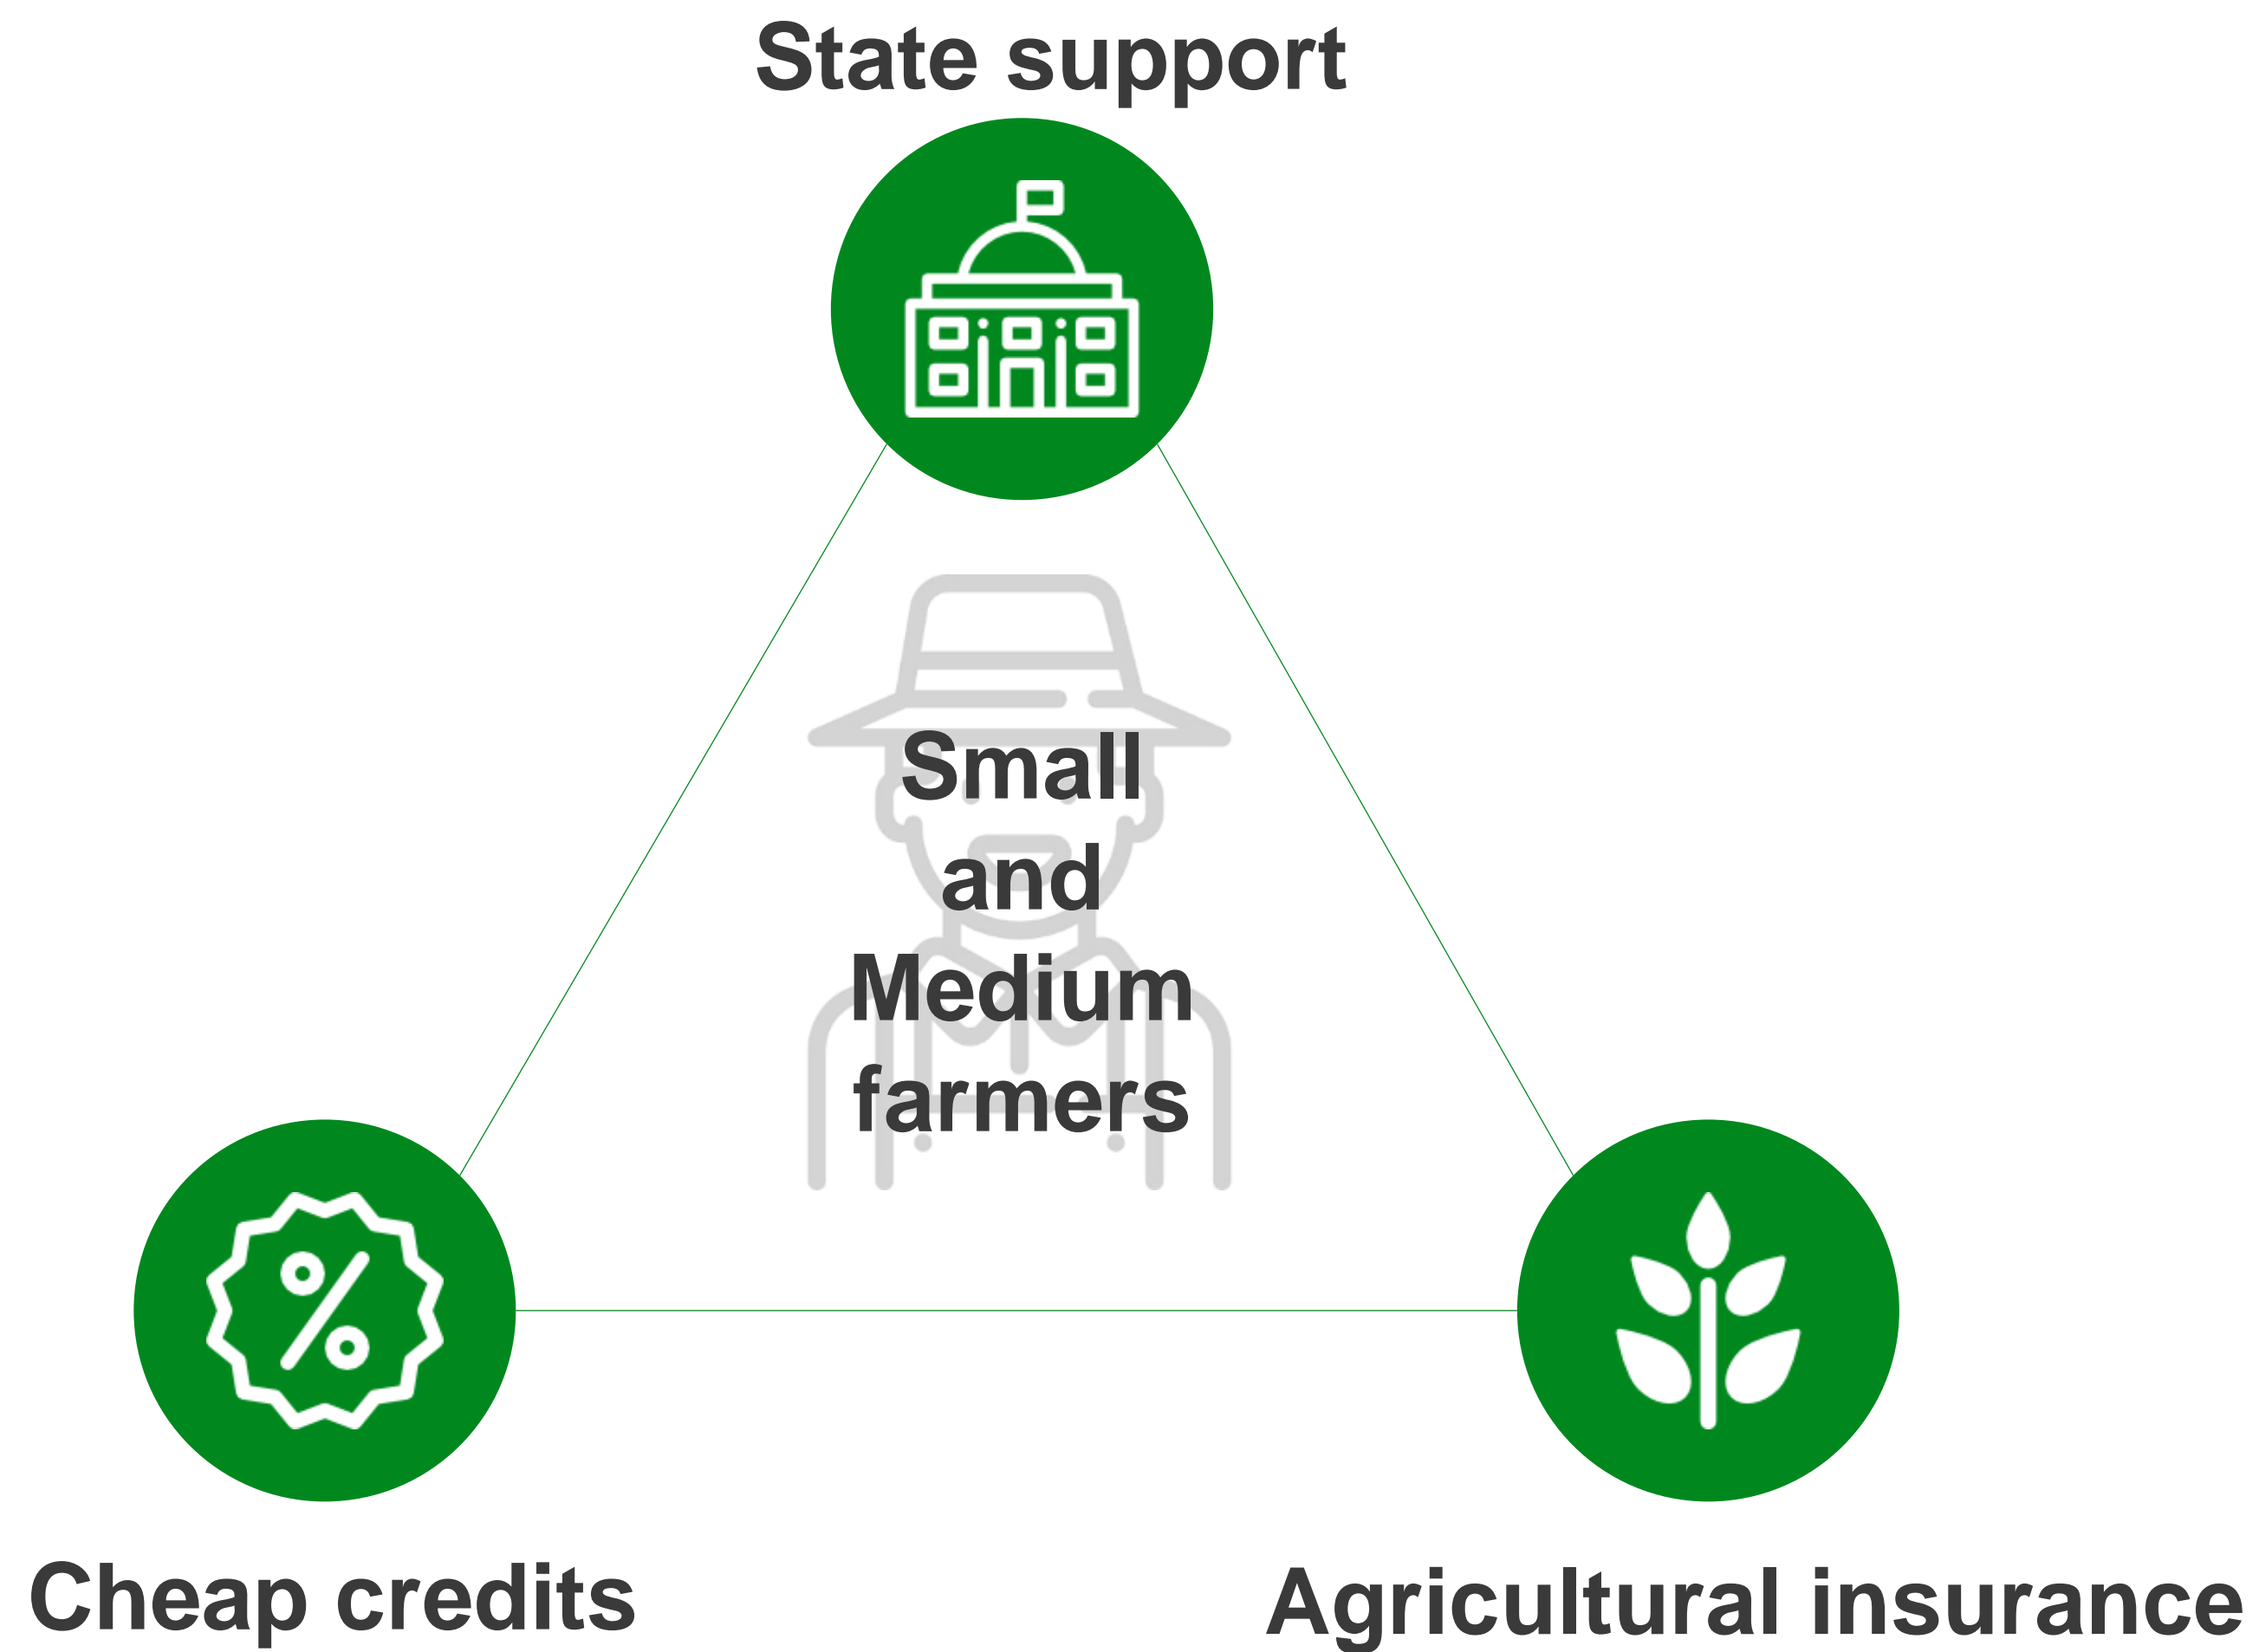 State support
Small
and
Medium
farmers
Cheap credits
Agricultural insurance